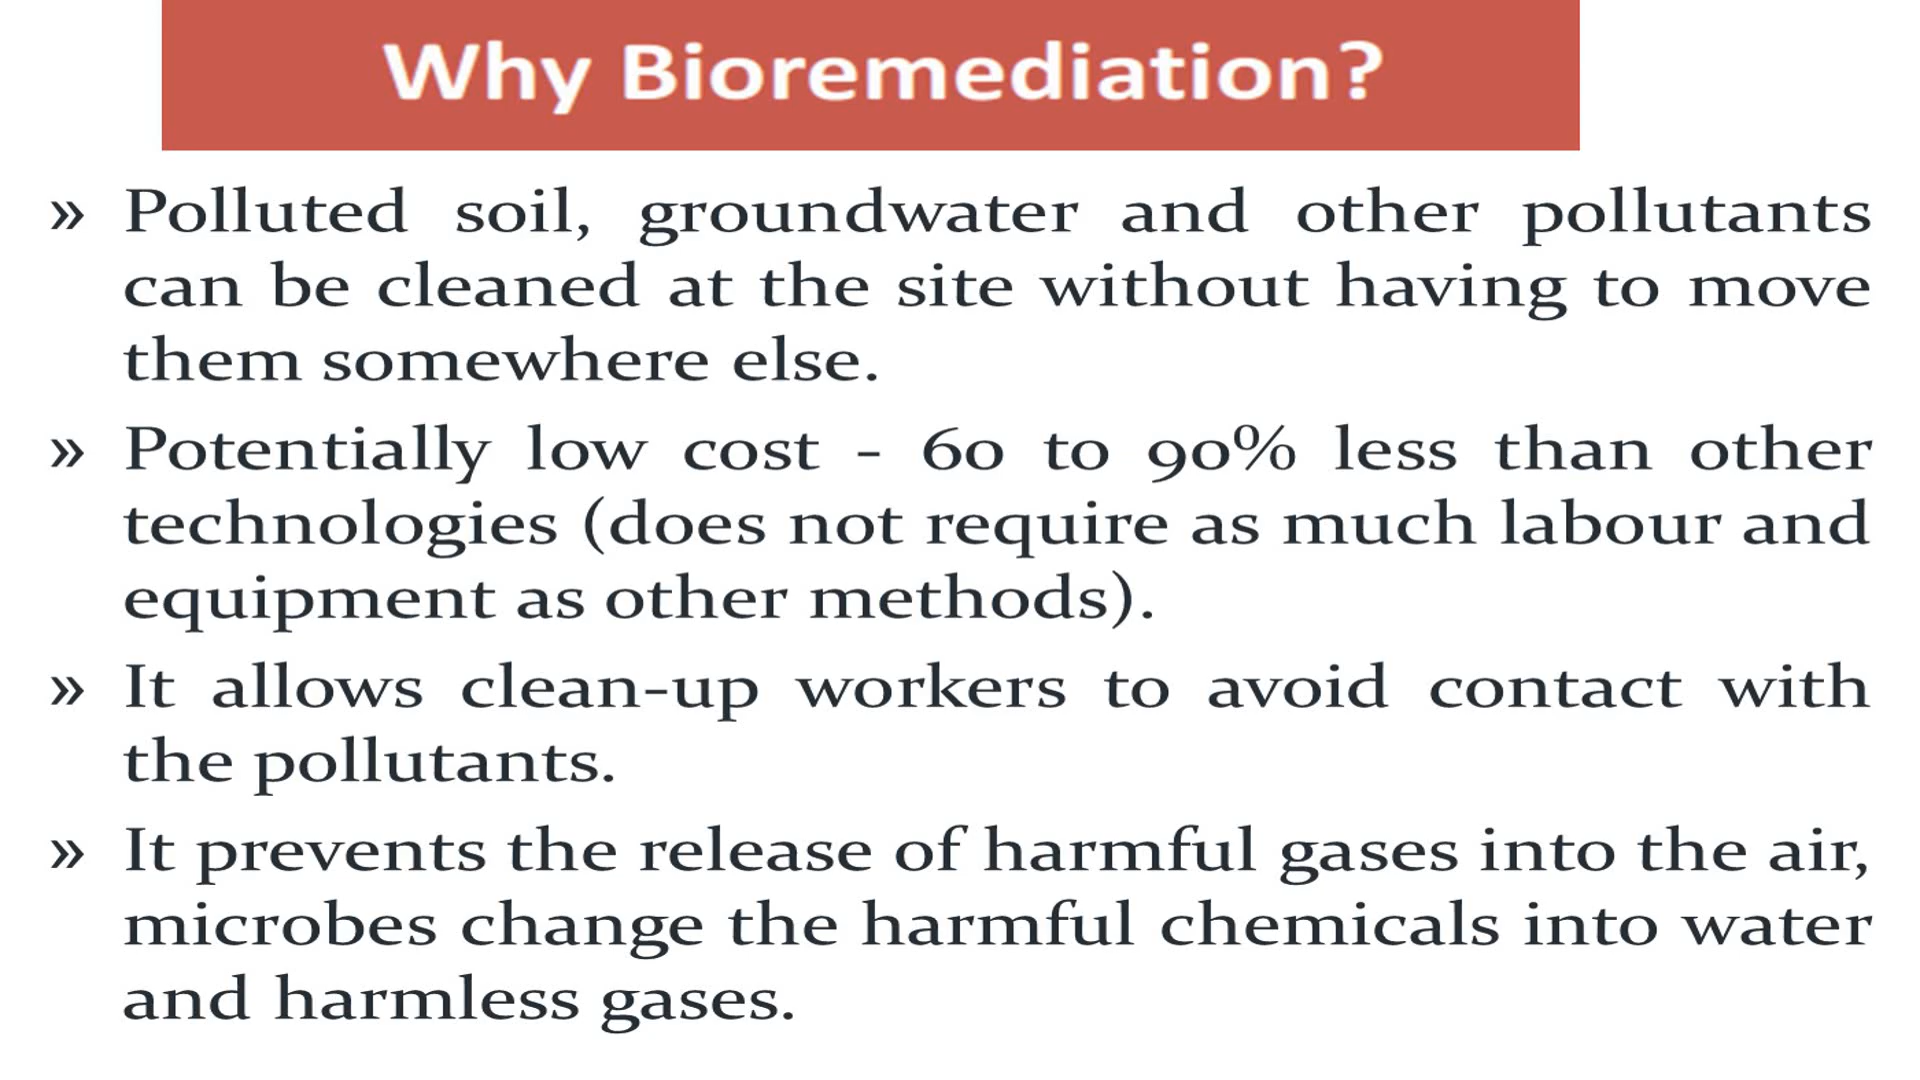 Why Bioremediation?
» Polluted soil, groundwater and other pollutants
can be cleaned at the site without having to move
them somewhere else.
» Potentially low cost - 60 to 90% less than other
technologies (does not require as much labour and
equipment as other methods).
» It allows clean-up workers to avoid contact with
the pollutants.
» It prevents the release of harmful gases into the air,
microbes change the harmful chemicals into water
and harmless gases.